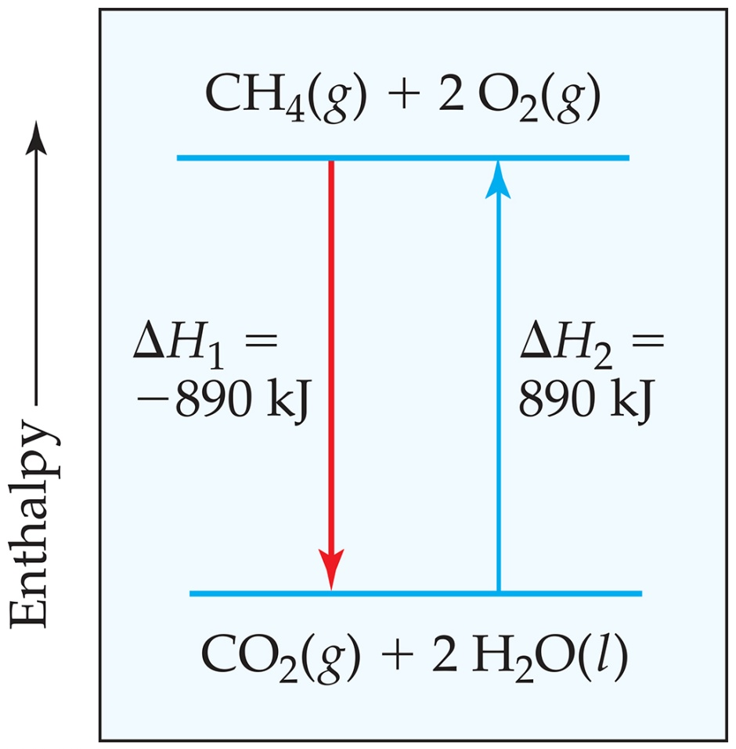 CH₄(g) + 2 O₂(g)
Enthalpy
ΔH₁ =
−890 kJ
ΔH₂ =
890 kJ
CO₂(g) + 2 H₂O(l)